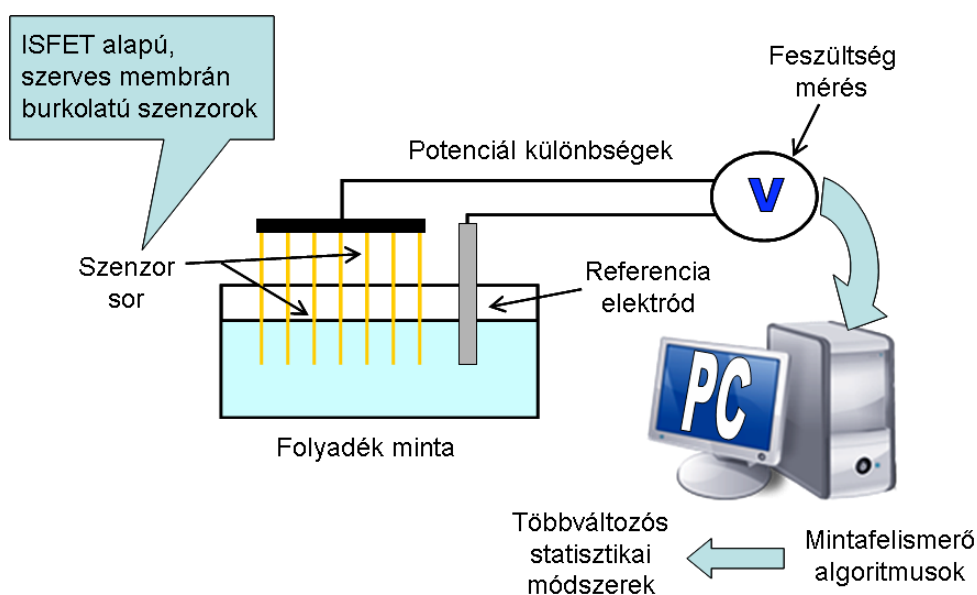 ISFET alapú,
szerves membrán
burkolatú szenzorok
Feszültség
mérés
Potenciál különbségek
V
Szenzor
sor
Referencia
elektród
PC
Folyadék minta
Többváltozós
statisztikai
módszerek
Mintafelismerő
algoritmusok